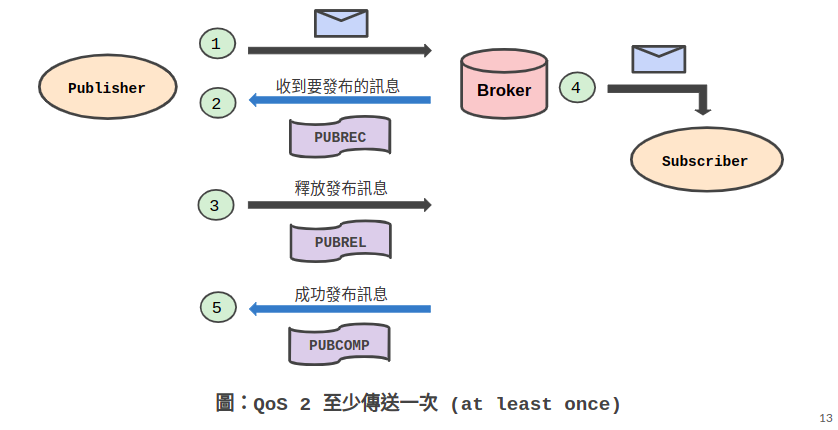 1
Publisher
收到要發布的訊息
2
PUBREC
Broker
4
Subscriber
釋放發布訊息
3
PUBREL
成功發布訊息
5
PUBCOMP
圖：QoS 2 至少傳送一次 (at least once)
13